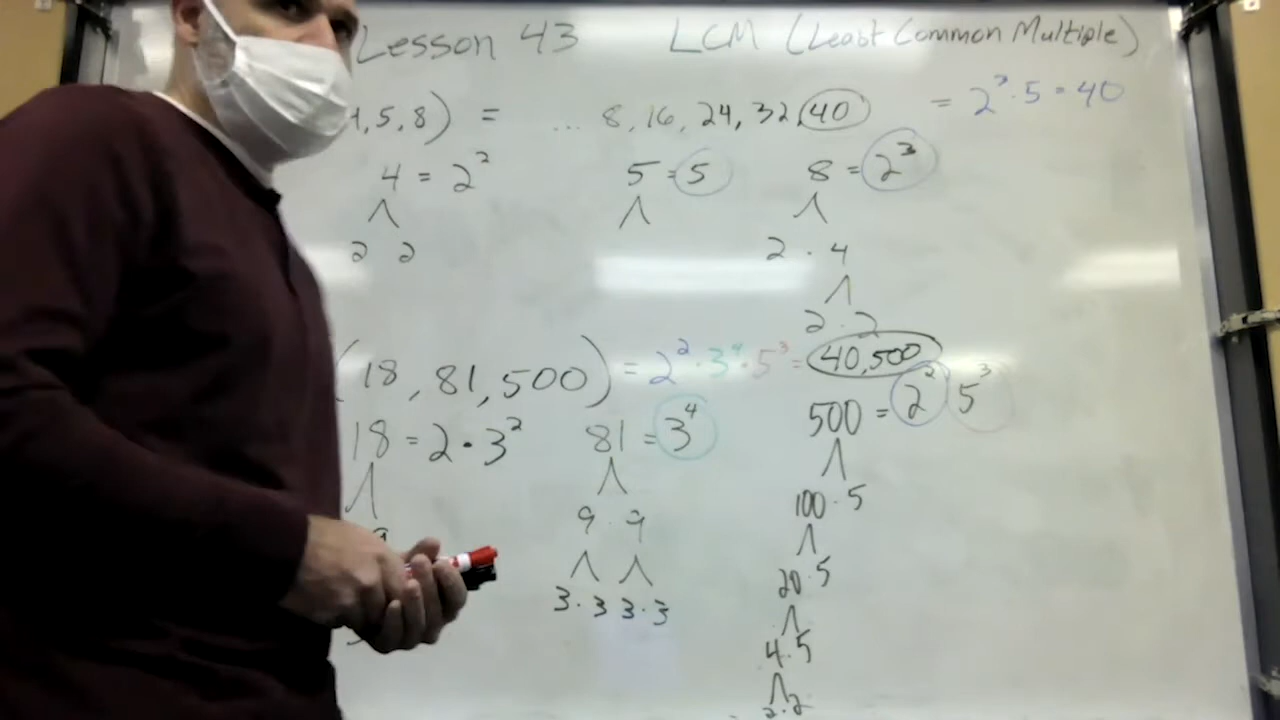 Lesson 43 LCM (Least Common Multiple)
4, 5, 8) = ... 8, 16, 24, 32, 40 = 2³ · 5 = 40
4 = 2² 5 = 5 8 = 2³
2 2 2 · 4
2 · 2
(18, 81, 500) = 2² · 3⁴ · 5³ = 40,500
18 = 2 · 3² 81 = 3⁴ 500 = 2² 5³
100 · 5
9 9 · 9
20 · 5
3 · 3 3 · 3
4 · 5
2 · 2